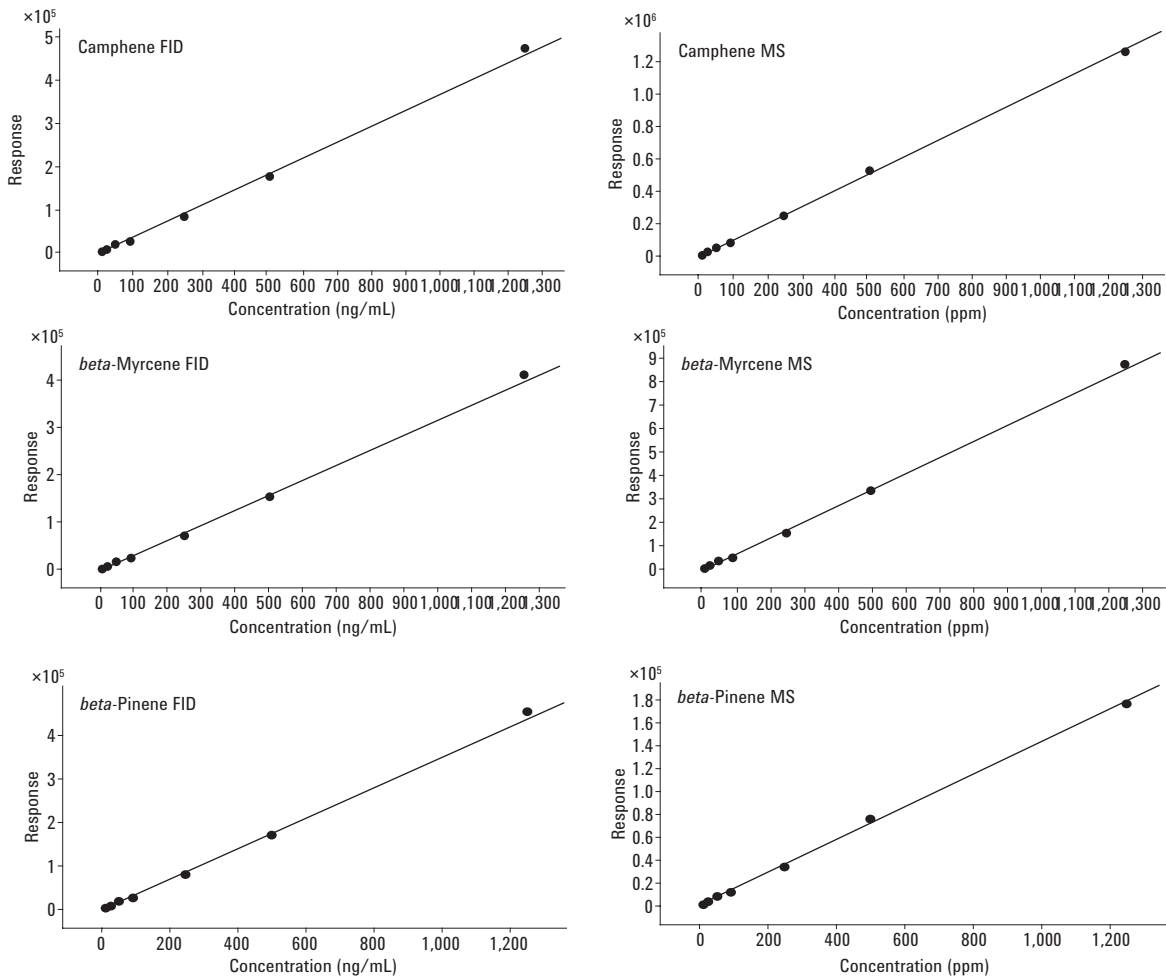 ×10⁵
Camphene FID
5
4
3
2
1
0
Response
0 100 200 300 400 500 600 700 800 900 1,000 1,100 1,200 1,300
Concentration (ng/mL)
×10⁶
Camphene MS
1.2
1.0
0.8
0.6
0.4
0.2
0
Response
0 100 200 300 400 500 600 700 800 900 1,000 1,100 1,200 1,300
Concentration (ppm)
×10⁵
beta-Myrcene FID
4
3
2
1
0
Response
0 100 200 300 400 500 600 700 800 900 1,000 1,100 1,200 1,300
Concentration (ng/mL)
×10⁵
beta-Myrcene MS
9
8
7
6
5
4
3
2
1
0
Response
0 100 200 300 400 500 600 700 800 900 1,000 1,100 1,200 1,300
Concentration (ppm)
×10⁵
beta-Pinene FID
4
3
2
1
0
Response
0 200 400 600 800 1,000 1,200
Concentration (ng/mL)
×10⁵
beta-Pinene MS
1.8
1.6
1.4
1.2
1.0
0.8
0.6
0.4
0.2
0
Response
0 200 400 600 800 1,000 1,200
Concentration (ppm)